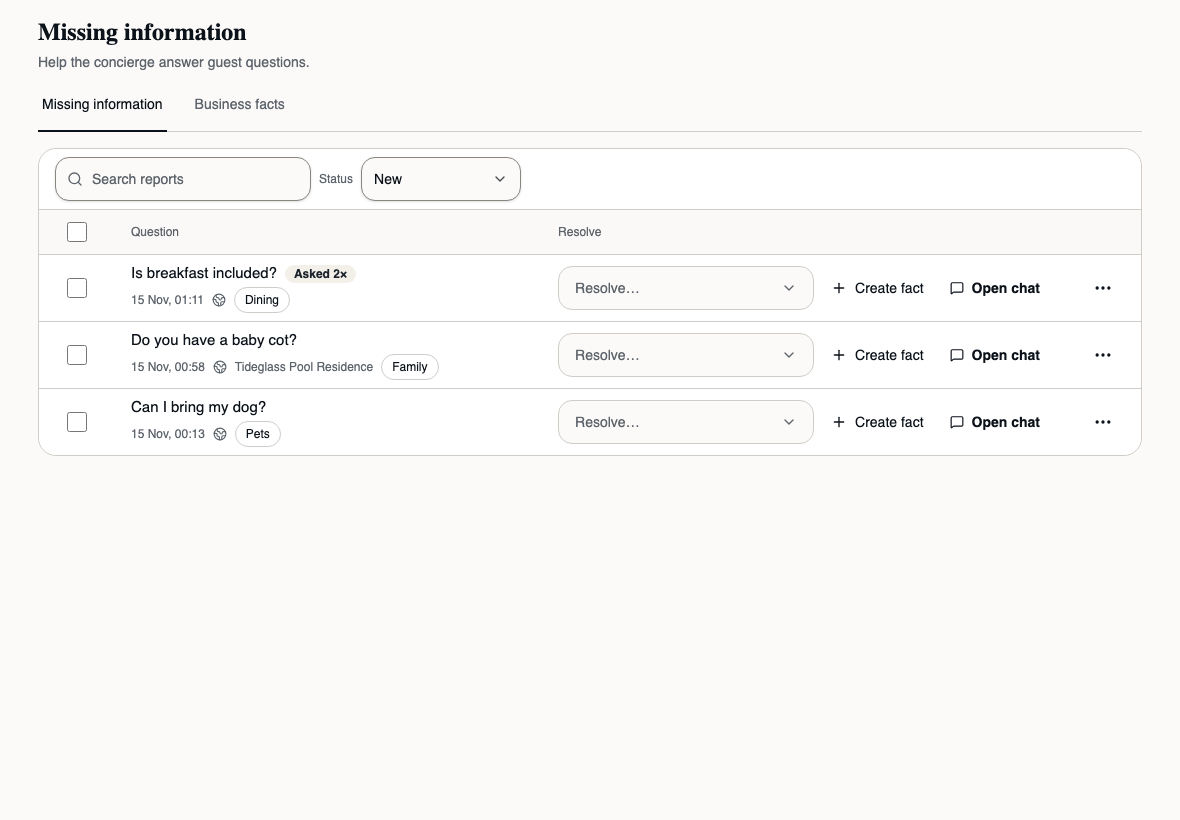 Missing information
Help the concierge answer guest questions.
Missing information Business facts
Search reports Status New
Question Resolve
Is breakfast included? Asked 2×
15 Nov, 01:11 Dining
Resolve… Create fact Open chat
Do you have a baby cot?
15 Nov, 00:58 Tideglass Pool Residence Family
Resolve… Create fact Open chat
Can I bring my dog?
15 Nov, 00:13 Pets
Resolve… Create fact Open chat